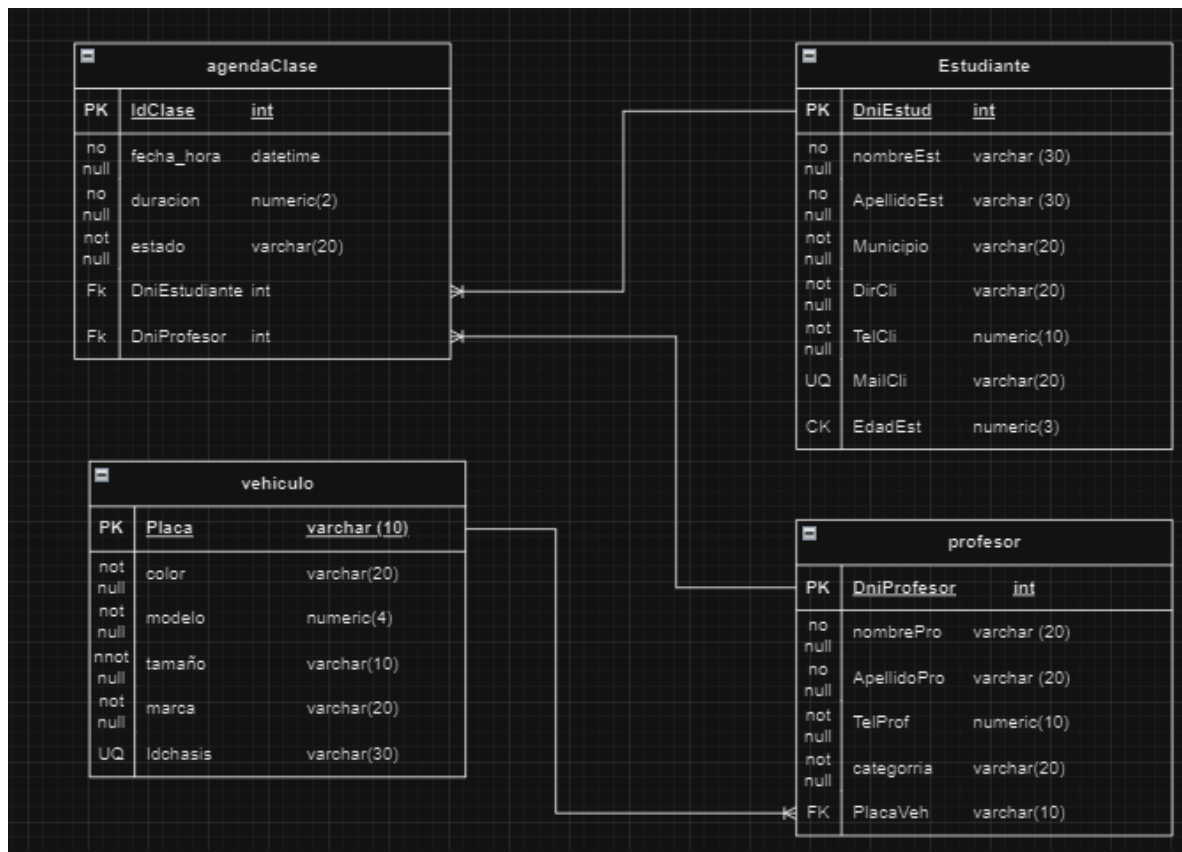 agendaClase
PK IdClase int
no null fecha_hora datetime
no null duracion numeric(2)
not null estado varchar(20)
Fk DniEstudiante int
Fk DniProfesor int
Estudiante
PK DniEstud int
no null nombreEst varchar (30)
no null ApellidoEst varchar (30)
not null Municipio varchar(20)
not null DirCli varchar(20)
not null TelCli numeric(10)
UQ MailCli varchar(20)
CK EdadEst numeric(3)
vehiculo
PK Placa varchar (10)
not null color varchar(20)
not null modelo numeric(4)
nnot null tamaño varchar(10)
not null marca varchar(20)
UQ Idchasis varchar(30)
profesor
PK DniProfesor int
no null nombrePro varchar (20)
no null ApellidoPro varchar (20)
not null TelProf numeric(10)
not null categorria varchar(20)
FK PlacaVeh varchar(10)